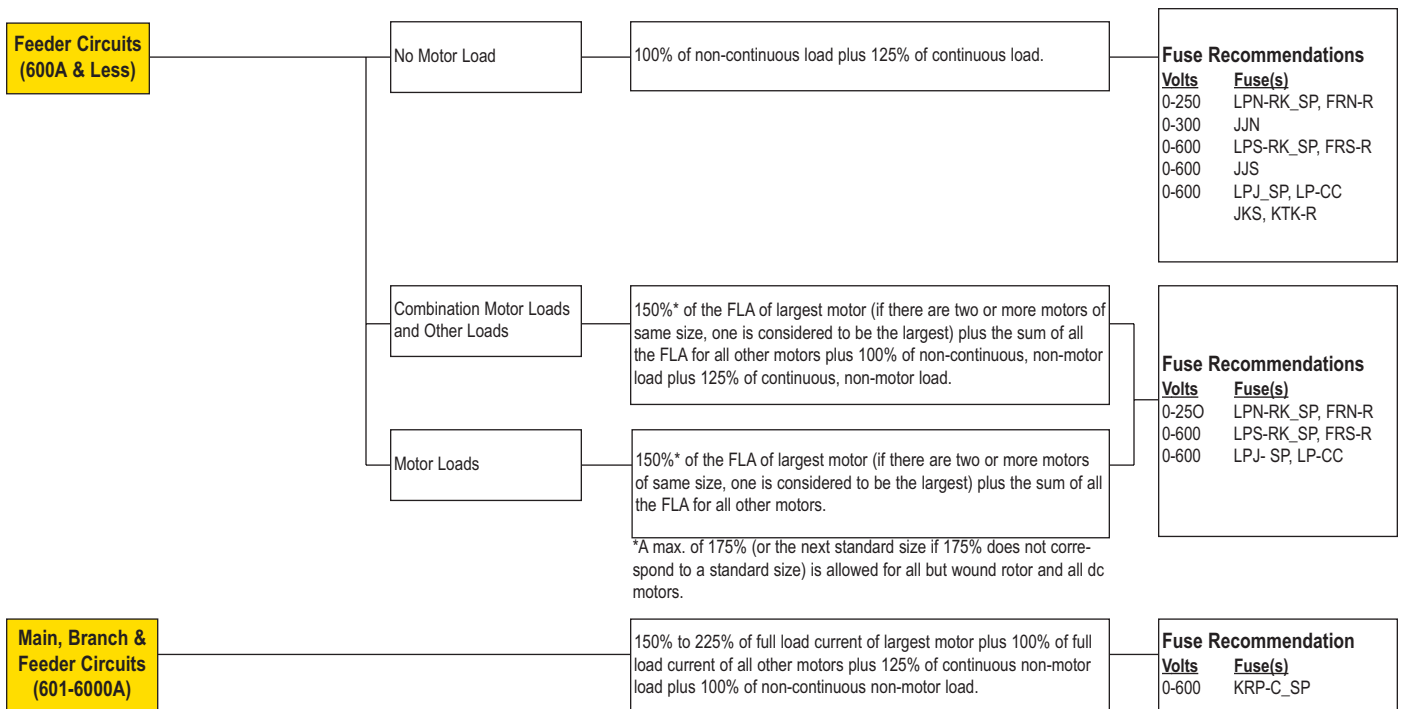 Feeder Circuits
(600A & Less)
No Motor Load
100% of non-continuous load plus 125% of continuous load.
Fuse Recommendations
Volts Fuse(s)
0-250 LPN-RK_SP, FRN-R
0-300 JJN
0-600 LPS-RK_SP, FRS-R
0-600 JJS
0-600 LPJ_SP, LP-CC
JKS, KTK-R
Combination Motor Loads
and Other Loads
150%* of the FLA of largest motor (if there are two or more motors of
same size, one is considered to be the largest) plus the sum of all
the FLA for all other motors plus 100% of non-continuous, non-motor
load plus 125% of continuous, non-motor load.
Fuse Recommendations
Volts Fuse(s)
0-25O LPN-RK_SP, FRN-R
0-600 LPS-RK_SP, FRS-R
0-600 LPJ- SP, LP-CC
Motor Loads
150%* of the FLA of largest motor (if there are two or more motors
of same size, one is considered to be the largest) plus the sum of all
the FLA for all other motors.
*A max. of 175% (or the next standard size if 175% does not corre-
spond to a standard size) is allowed for all but wound rotor and all dc
motors.
Main, Branch &
Feeder Circuits
(601-6000A)
150% to 225% of full load current of largest motor plus 100% of full
load current of all other motors plus 125% of continuous non-motor
load plus 100% of non-continuous non-motor load.
Fuse Recommendation
Volts Fuse(s)
0-600 KRP-C_SP